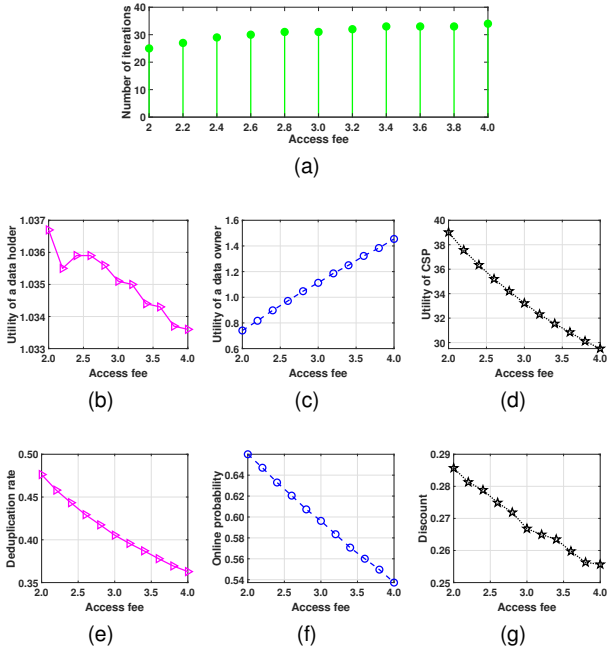 Number of iterations
40
30
20
10
0
2 2.2 2.4 2.6 2.8 3.0 3.2 3.4 3.6 3.8 4.0
Access fee
(a)
Utility of a data holder
1.037
1.036
1.035
1.034
1.033
2.0 2.5 3.0 3.5 4.0
Access fee
(b)
Utility of a data owner
1.6
1.4
1.2
1.0
0.8
0.6
2.0 2.5 3.0 3.5 4.0
Access fee
(c)
Utility of CSP
40
38
36
34
32
30
2.0 2.5 3.0 3.5 4.0
Access fee
(d)
Deduplication rate
0.50
0.45
0.40
0.35
2.0 2.5 3.0 3.5 4.0
Access fee
(e)
Online probability
0.64
0.62
0.60
0.58
0.56
0.54
2.0 2.5 3.0 3.5 4.0
Access fee
(f)
Discount
0.29
0.28
0.27
0.26
0.25
2.0 2.5 3.0 3.5 4.0
Access fee
(g)